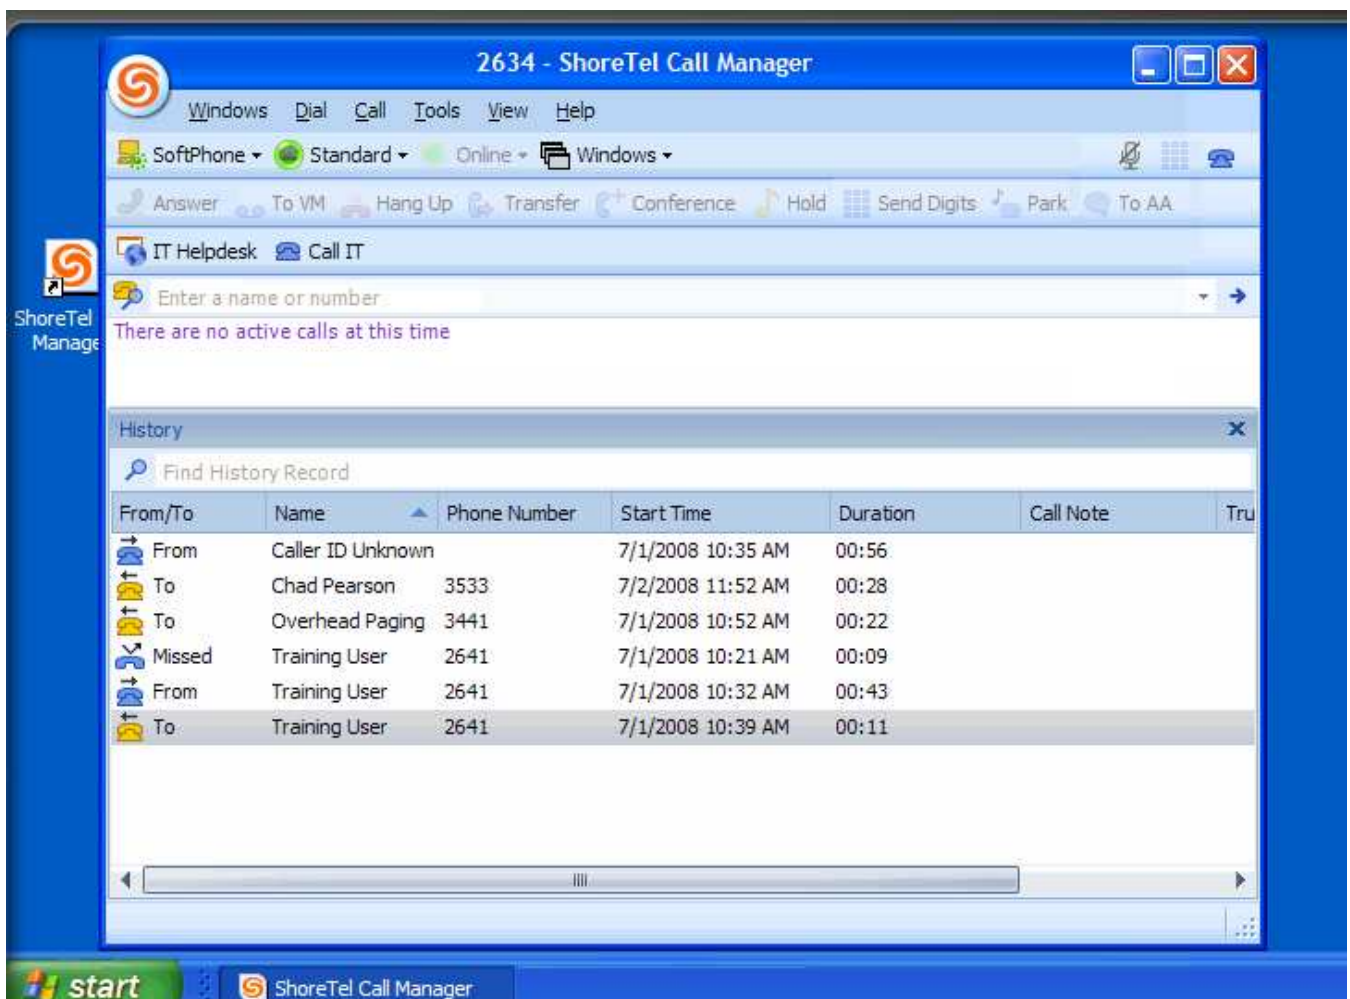 2634 - ShoreTel Call Manager
Windows Dial Call Tools View Help
SoftPhone Standard Online Windows
Answer To VM Hang Up Transfer Conference Hold Send Digits Park To AA
IT Helpdesk Call IT
Enter a name or number
There are no active calls at this time
ShoreTel
Manage
History
Find History Record
From/To Name Phone Number Start Time Duration Call Note Tru
From Caller ID Unknown 7/1/2008 10:35 AM 00:56
To Chad Pearson 3533 7/2/2008 11:52 AM 00:28
To Overhead Paging 3441 7/1/2008 10:52 AM 00:22
Missed Training User 2641 7/1/2008 10:21 AM 00:09
From Training User 2641 7/1/2008 10:32 AM 00:43
To Training User 2641 7/1/2008 10:39 AM 00:11
start ShoreTel Call Manager